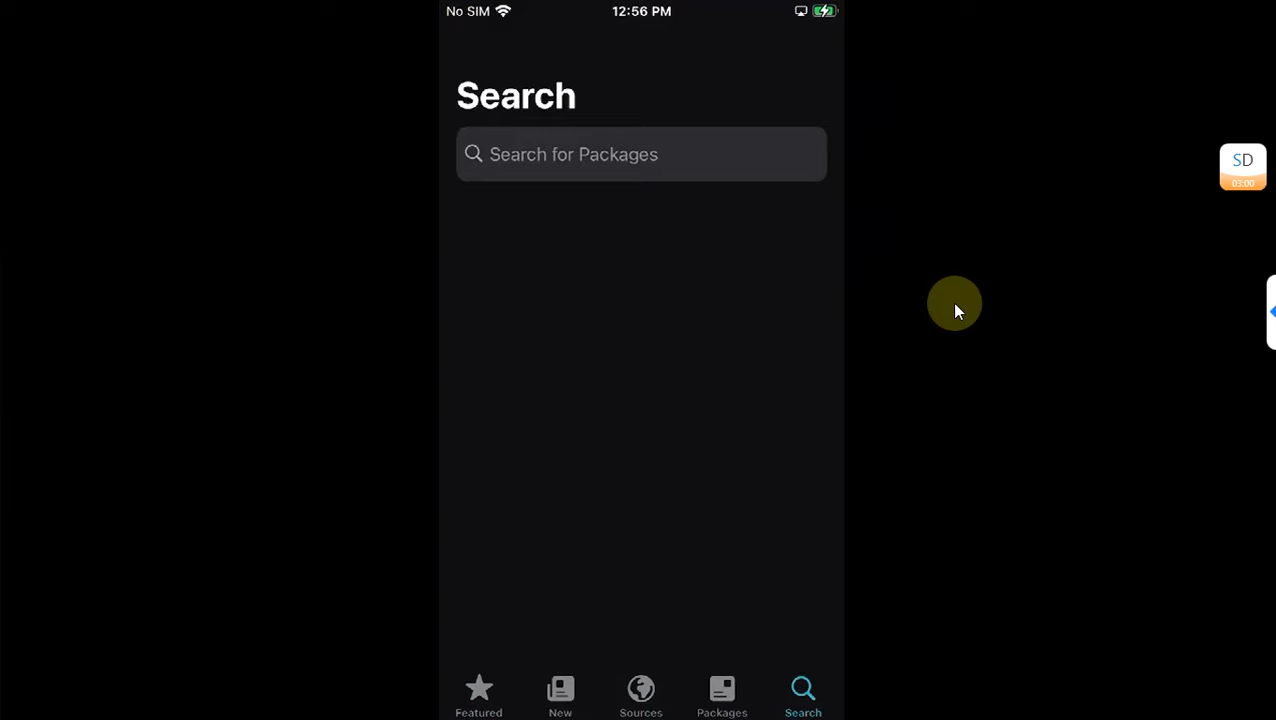 No SIM 12:56 PM
Search
Search for Packages
SD
03:00
Featured New Sources Packages Search